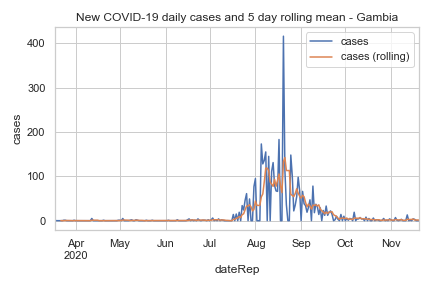 New COVID-19 daily cases and 5 day rolling mean - Gambia
cases
cases (rolling)
cases
400
300
200
100
0
Apr May Jun Jul Aug Sep Oct Nov
2020
dateRep